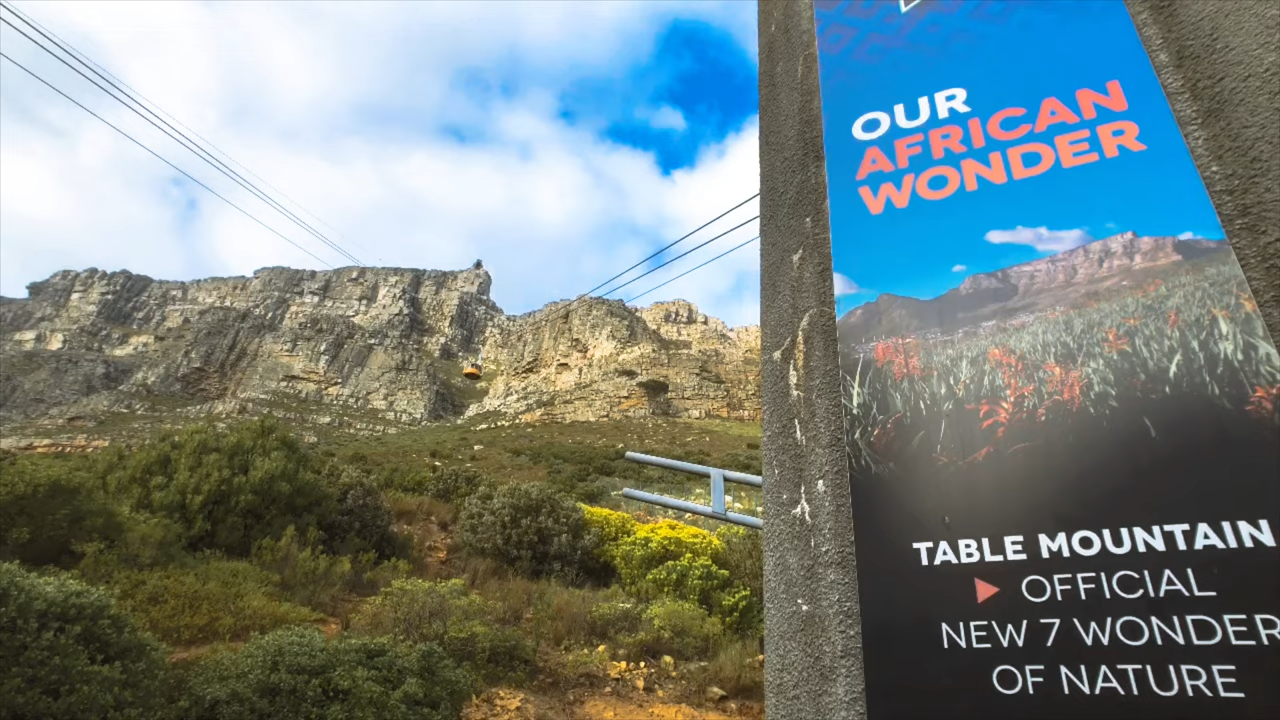 OUR
AFRICAN
WONDER
TABLE MOUNTAIN
OFFICIAL
NEW 7 WONDER
OF NATURE